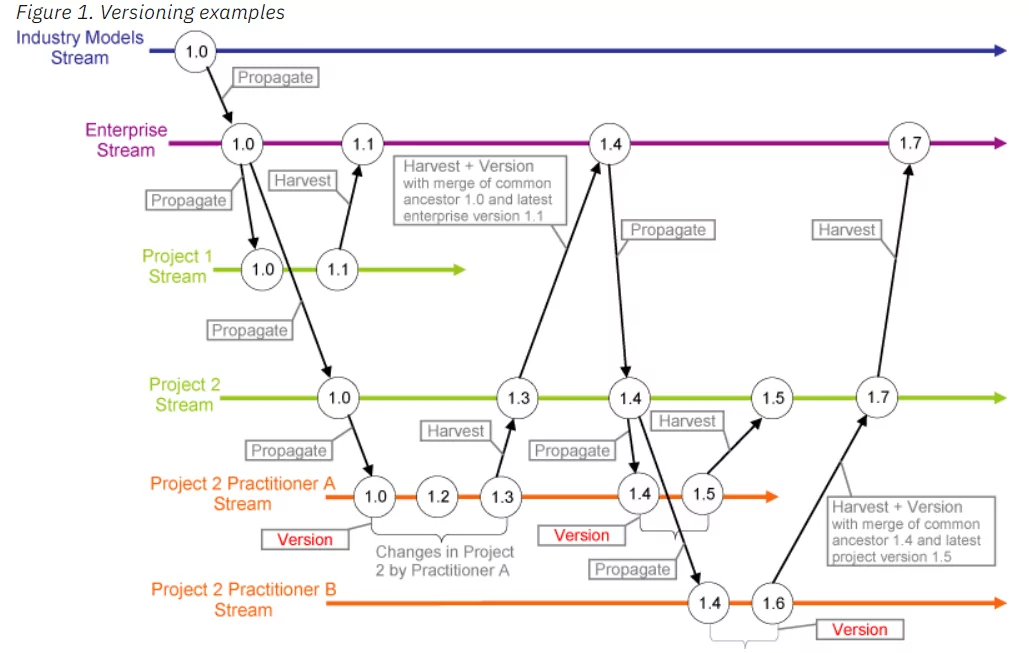 Figure 1. Versioning examples
Industry Models
Stream
1.0
Propagate
Enterprise
Stream
1.0
1.1
1.4
1.7
Propagate
Harvest
Harvest + Version
with merge of common
ancestor 1.0 and latest
enterprise version 1.1
Propagate
Harvest
Project 1
Stream
1.0
1.1
Propagate
Project 2
Stream
1.0
1.3
1.4
1.5
1.7
Propagate
Harvest
Propagate
Harvest
Project 2 Practitioner A
Stream
1.0
1.2
1.3
1.4
1.5
Version
Changes in Project
2 by Practitioner A
Version
Propagate
Harvest + Version
with merge of common
ancestor 1.4 and latest
project version 1.5
Project 2 Practitioner B
Stream
1.4
1.6
Version